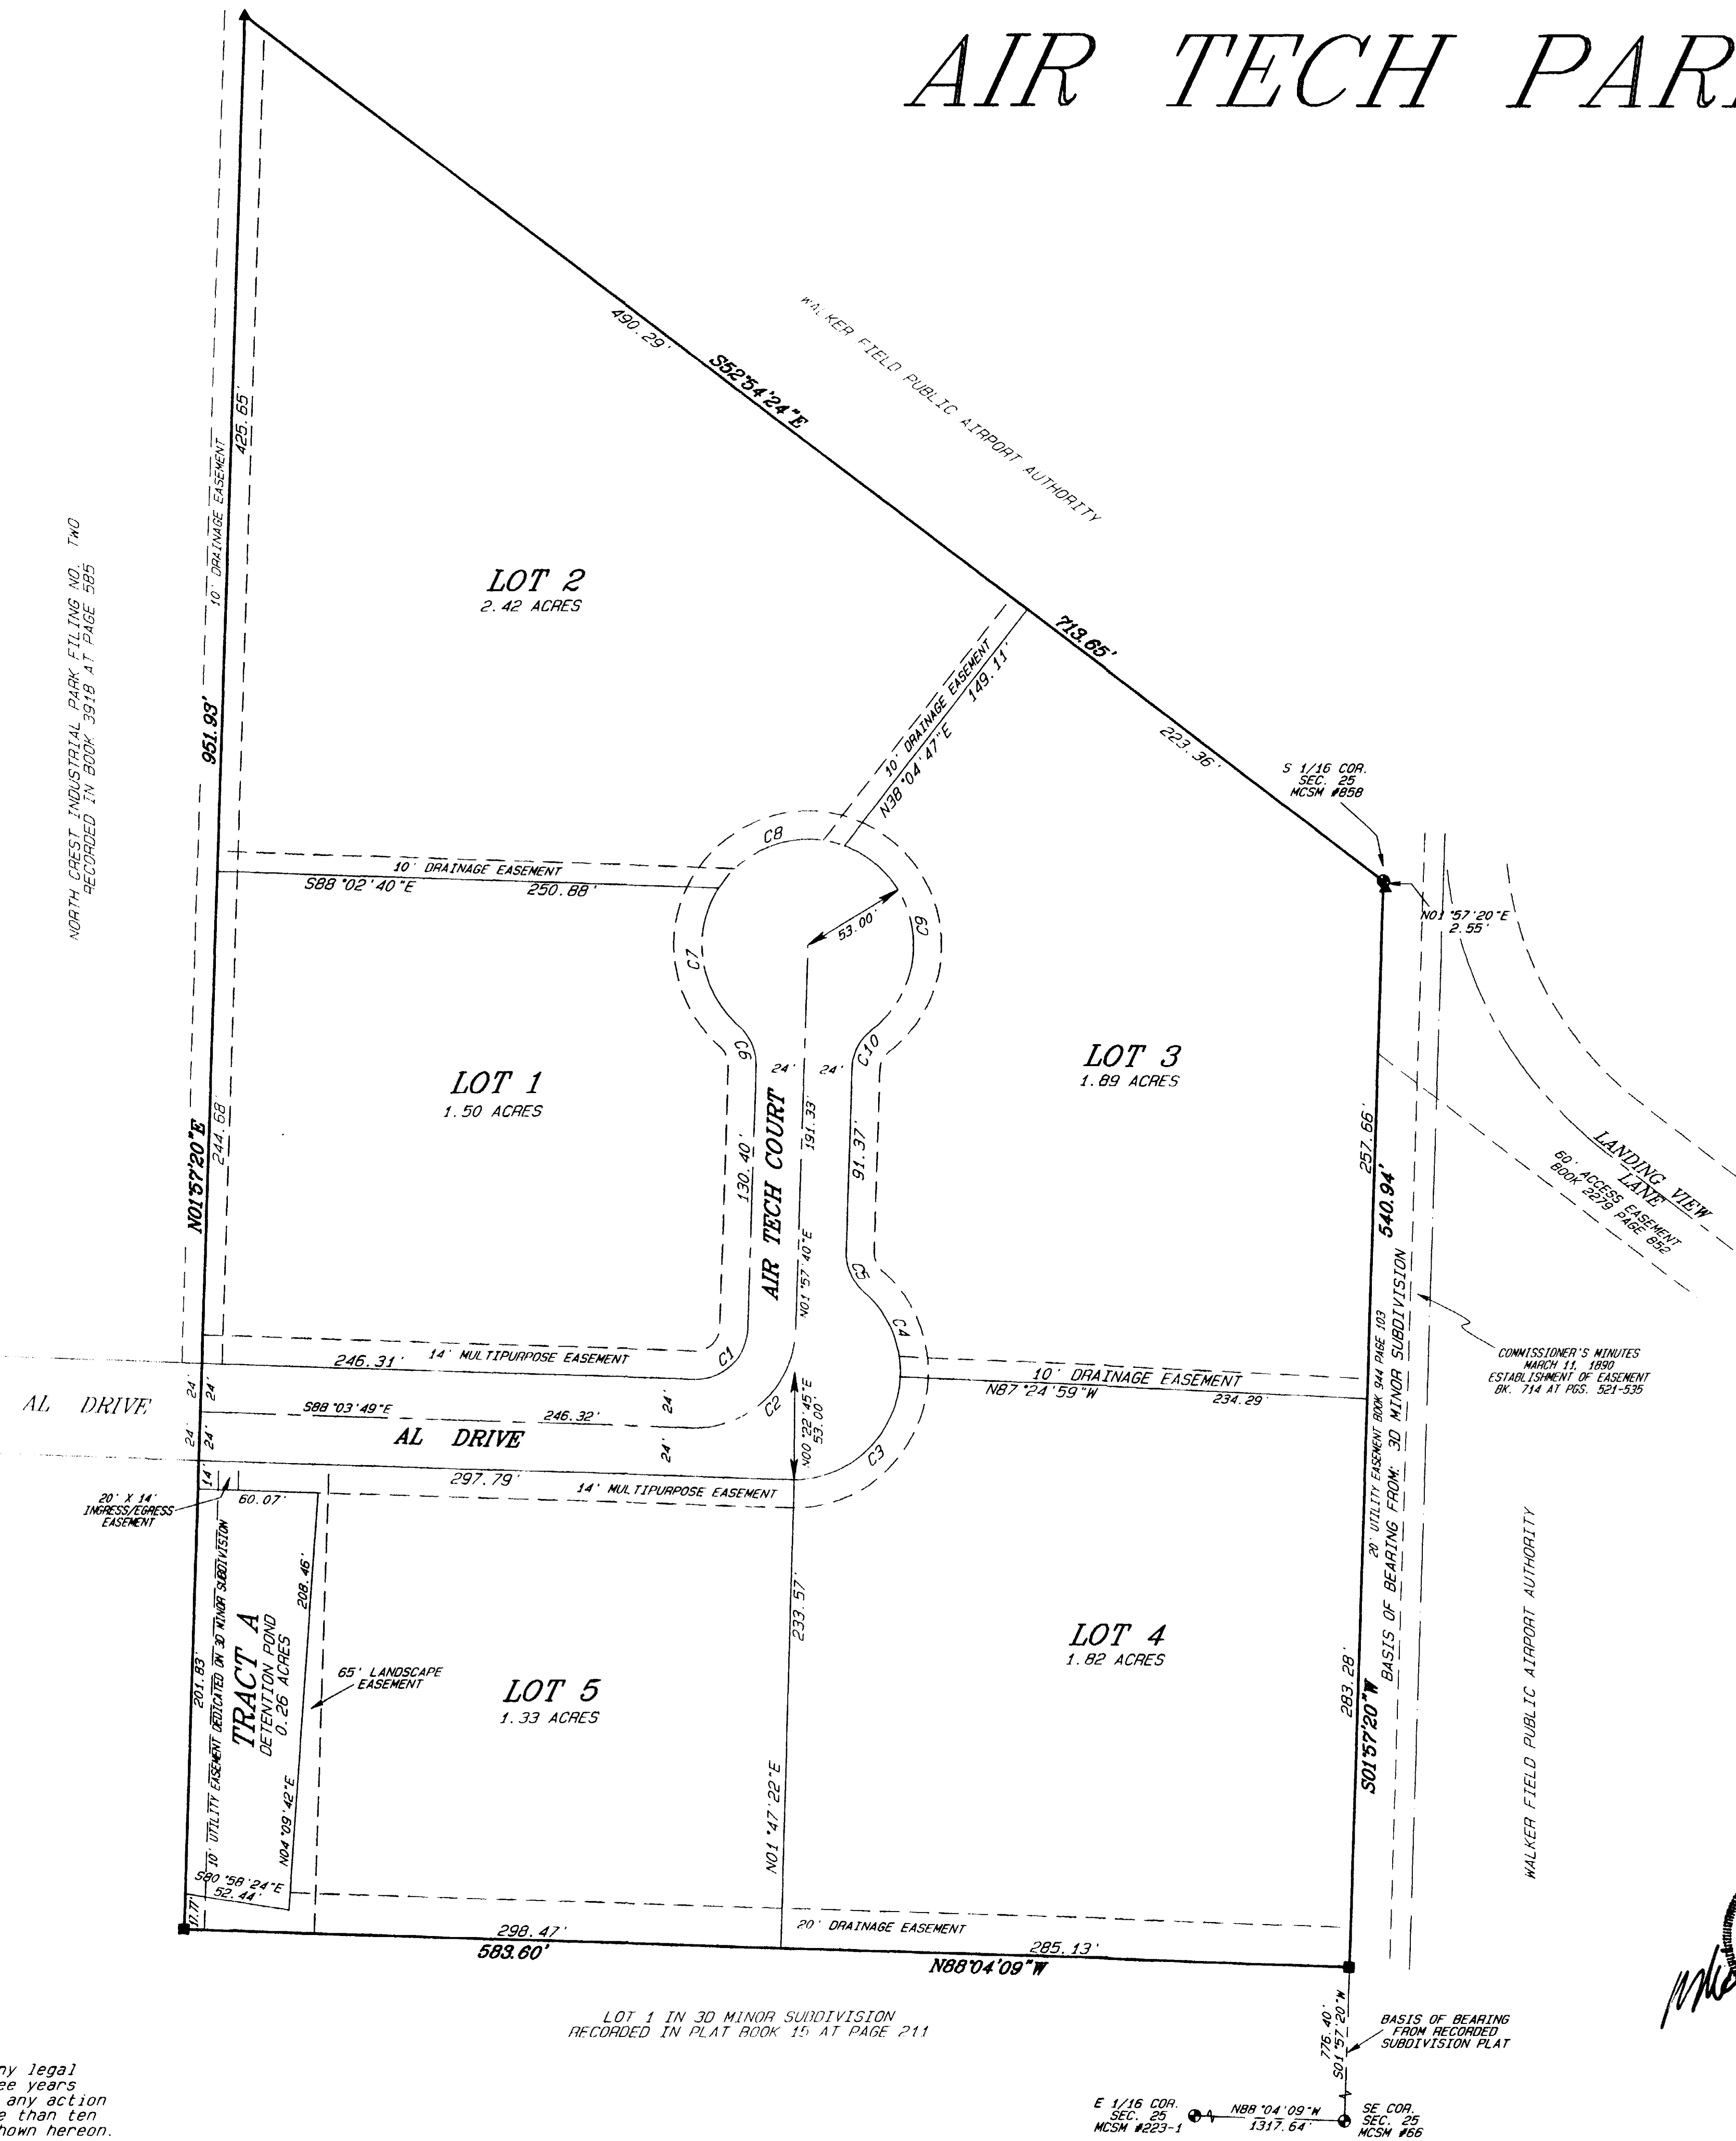 AIR TECH PAR
WALKER FIELD PUBLIC AIRPORT AUTHORITY
490.29'
S52°54'24"E
713.65'
223.36'
NORTH CREST INDUSTRIAL PARK FILING NO. TWO
RECORDED IN BOOK 3918 AT PAGE 585
951.93'
N01°57'20"E
425.65'
10' DRAINAGE EASEMENT
LOT 2
2.42 ACRES
10' DRAINAGE EASEMENT
N38°04'47"E
149.11'
S 1/16 COR.
SEC. 25
MCSM #858
N01°57'20"E
2.55'
10' DRAINAGE EASEMENT
S88°02'40"E 250.88'
C8
53.00'
C9
C7
C6
C10
24' 24'
LOT 1
1.50 ACRES
244.68'
AIR TECH COURT
130.40'
191.33'
N01°57'40"E
91.37'
C5
C4
LOT 3
1.89 ACRES
257.66'
540.94'
LANDING VIEW
LANE
60' ACCESS EASEMENT
BOOK 2279 PAGE 852
COMMISSIONER'S MINUTES
MARCH 11, 1890
ESTABLISHMENT OF EASEMENT
BK. 714 AT PGS. 521-535
246.31' 14' MULTIPURPOSE EASEMENT
C1
C2
10' DRAINAGE EASEMENT
N87°24'59"W 234.29'
AL DRIVE
24' 24'
24' 24'
S88°03'49"E 246.32'
24'
24'
AL DRIVE
N00°22'45"E
53.00'
C3
14'
297.79' 14' MULTIPURPOSE EASEMENT
20' X 14'
INGRESS/EGRESS
EASEMENT
60.07'
201.83'
10' UTILITY EASEMENT DEDICATED ON 3D MINOR SUBDIVISION
TRACT A
DETENTION POND
0.26 ACRES
208.46'
N04°09'42"E
65' LANDSCAPE
EASEMENT
LOT 5
1.33 ACRES
233.57'
N01°47'22"E
LOT 4
1.82 ACRES
283.28'
S01°57'20"W
20' UTILITY EASEMENT BOOK 944 PAGE 103
BASIS OF BEARING FROM: 3D MINOR SUBDIVISION
WALKER FIELD PUBLIC AIRPORT AUTHORITY
S80°58'24"E
52.44'
17.77'
298.47'
583.60'
20' DRAINAGE EASEMENT
285.13'
N88°04'09"W
LOT 1 IN 3D MINOR SUBDIVISION
RECORDED IN PLAT BOOK 15 AT PAGE 211
776.40'
S01°57'20"W
BASIS OF BEARING
FROM RECORDED
SUBDIVISION PLAT
E 1/16 COR.
SEC. 25
MCSM #223-1
N88°04'09"W
1317.64'
SE COR.
SEC. 25
MCSM #66
ny legal
ee years
any action
e than ten
hown hereon.